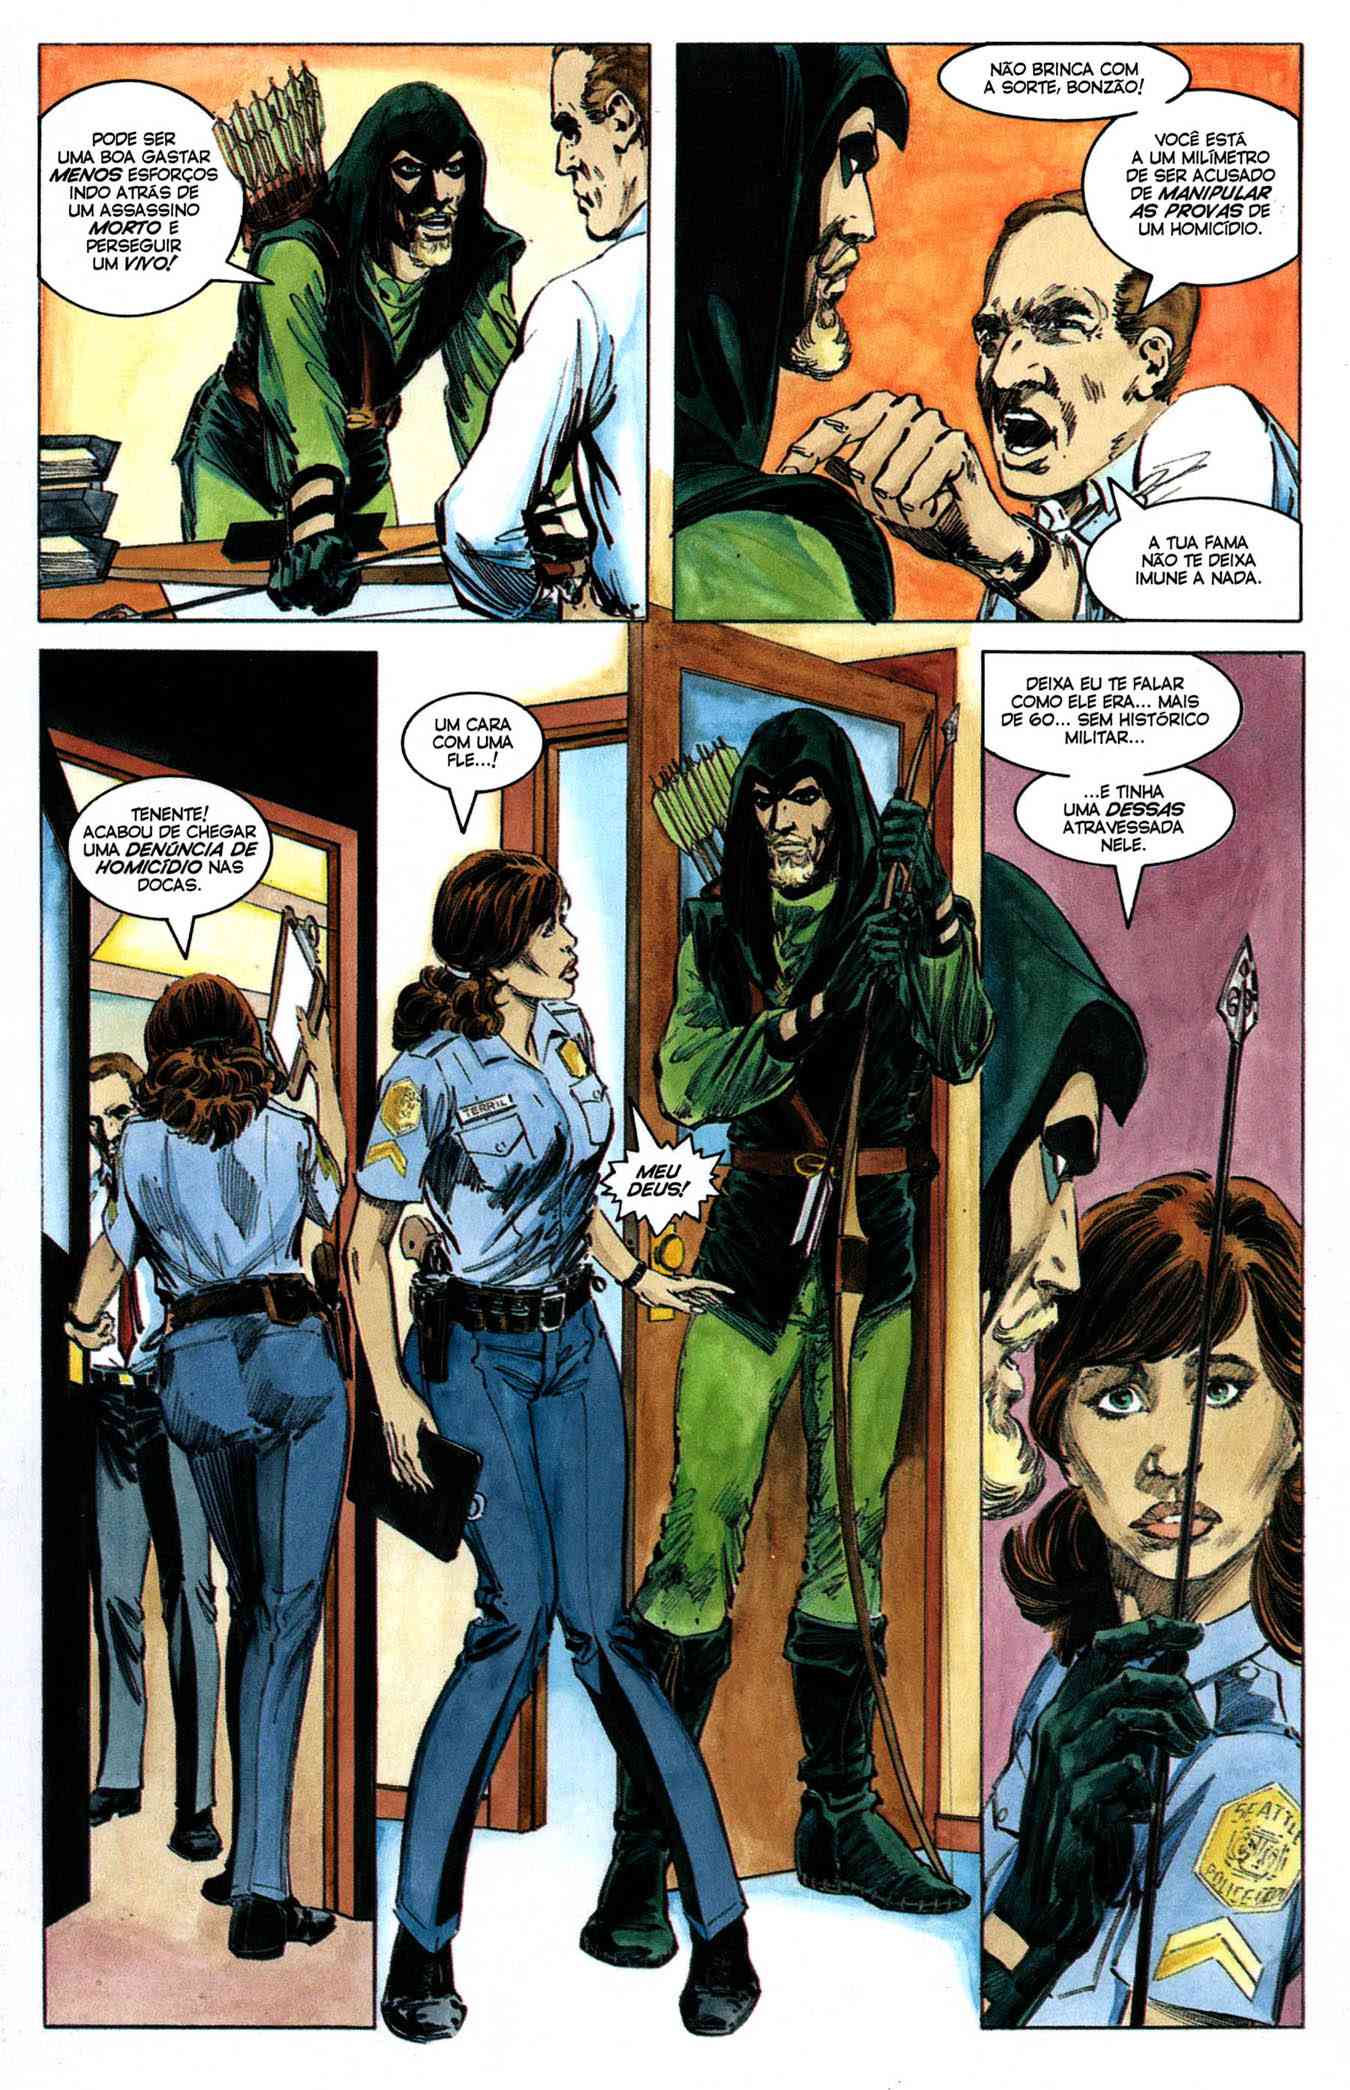 PODE SER
UMA BOA GASTAR
MENOS ESFORÇOS
INDO ATRÁS DE
UM ASSASSINO
MORTO E
PERSEGUIR
UM VIVO!
NÃO BRINCA COM
A SORTE, BONZÃO!
VOCÊ ESTÁ
A UM MILÍMETRO
DE SER ACUSADO
DE MANIPULAR
AS PROVAS DE
UM HOMICÍDIO.
A TUA FAMA
NÃO TE DEIXA
IMUNE A NADA.
TENENTE!
ACABOU DE CHEGAR
UMA DENÚNCIA DE
HOMICÍDIO NAS
DOCAS.
UM CARA
COM UMA
FLE...!
TERRIL
MEU
DEUS!
DEIXA EU TE FALAR
COMO ELE ERA... MAIS
DE 60... SEM HISTÓRICO
MILITAR...
...E TINHA
UMA DESSAS
ATRAVESSADA
NELE.
SEATTLE
POLICE